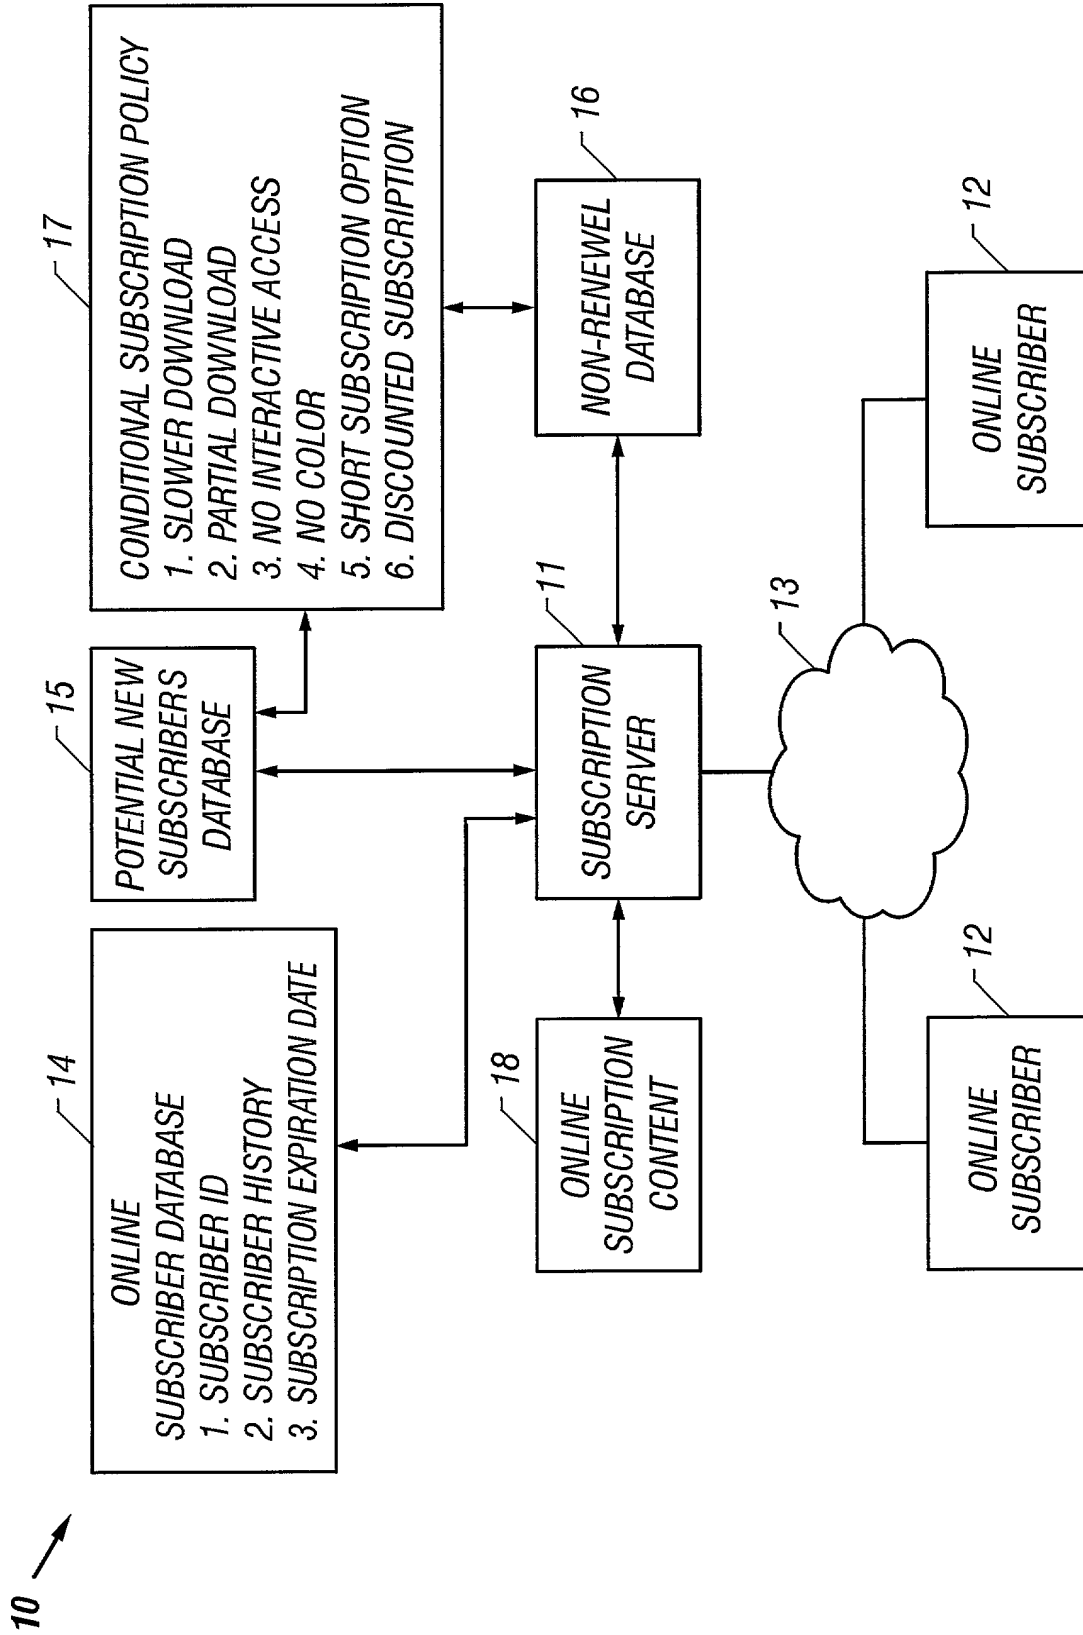 10
14
ONLINE
SUBSCRIBER DATABASE
1. SUBSCRIBER ID
2. SUBSCRIBER HISTORY
3. SUBSCRIPTION EXPIRATION DATE
15
POTENTIAL NEW
SUBSCRIBERS
DATABASE
17
CONDITIONAL SUBSCRIPTION POLICY
1. SLOWER DOWNLOAD
2. PARTIAL DOWNLOAD
3. NO INTERACTIVE ACCESS
4. NO COLOR
5. SHORT SUBSCRIPTION OPTION
6. DISCOUNTED SUBSCRIPTION
18
ONLINE
SUBSCRIPTION
CONTENT
11
SUBSCRIPTION
SERVER
16
NON-RENEWEL
DATABASE
13
12
ONLINE
SUBSCRIBER
12
ONLINE
SUBSCRIBER